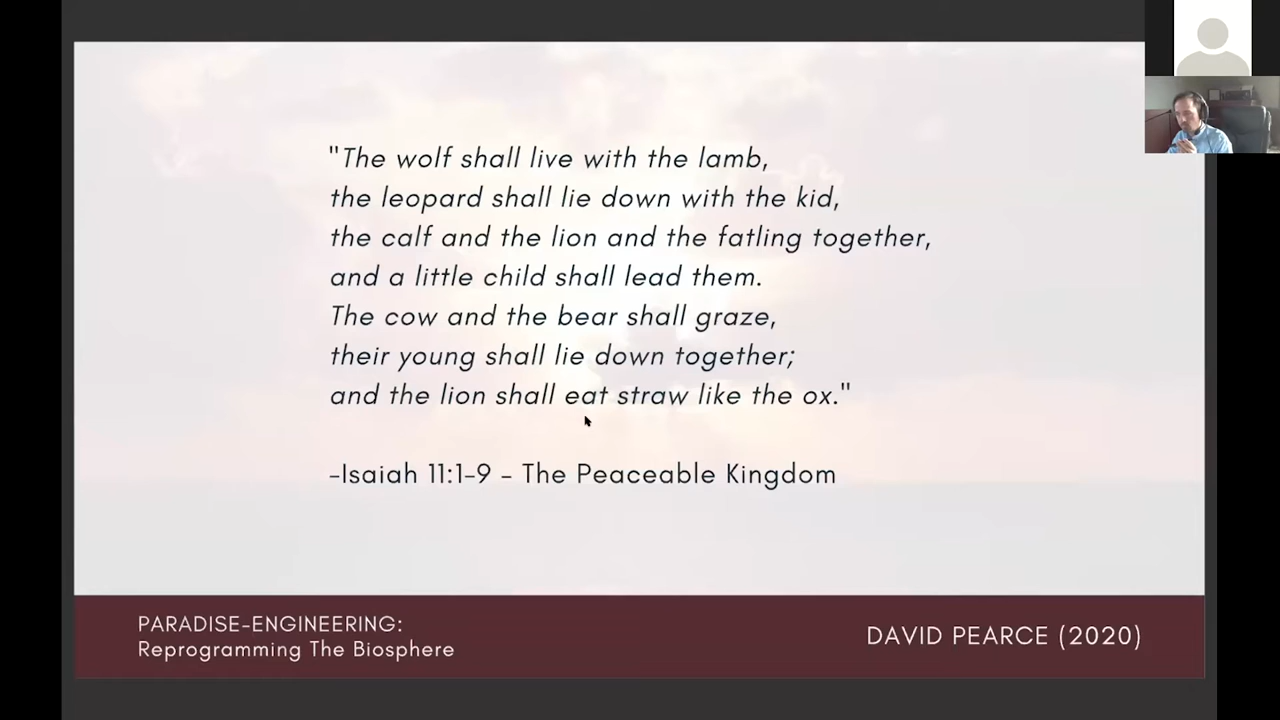 "The wolf shall live with the lamb,
the leopard shall lie down with the kid,
the calf and the lion and the fatling together,
and a little child shall lead them.
The cow and the bear shall graze,
their young shall lie down together;
and the lion shall eat straw like the ox."
–Isaiah 11:1-9 – The Peaceable Kingdom
PARADISE-ENGINEERING:
Reprogramming The Biosphere
DAVID PEARCE (2020)